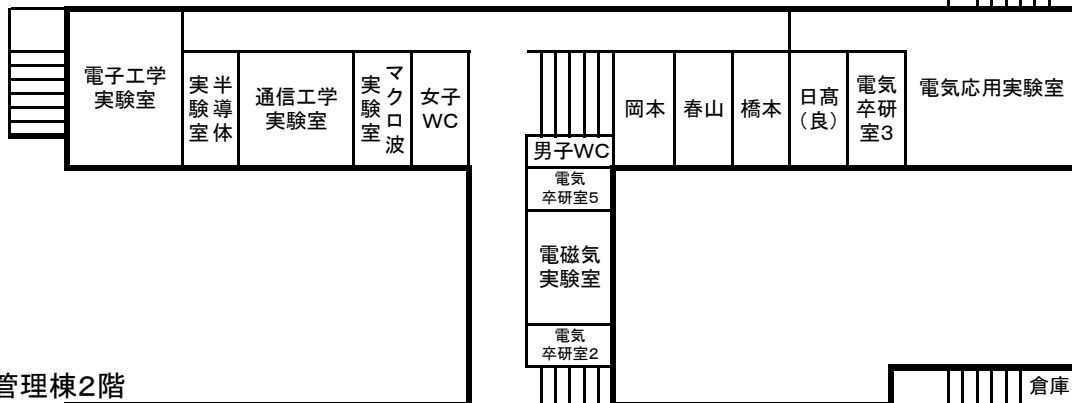 電子工学
実験室
半導体
実験室
通信工学
実験室
マクロ波
実験室
女子
WC
男子WC
電気
卒研室5
電磁気
実験室
電気
卒研室2
岡本
春山
橋本
日髙
（良）
電気
卒研
室3
電気応用実験室
管理棟2階
倉庫